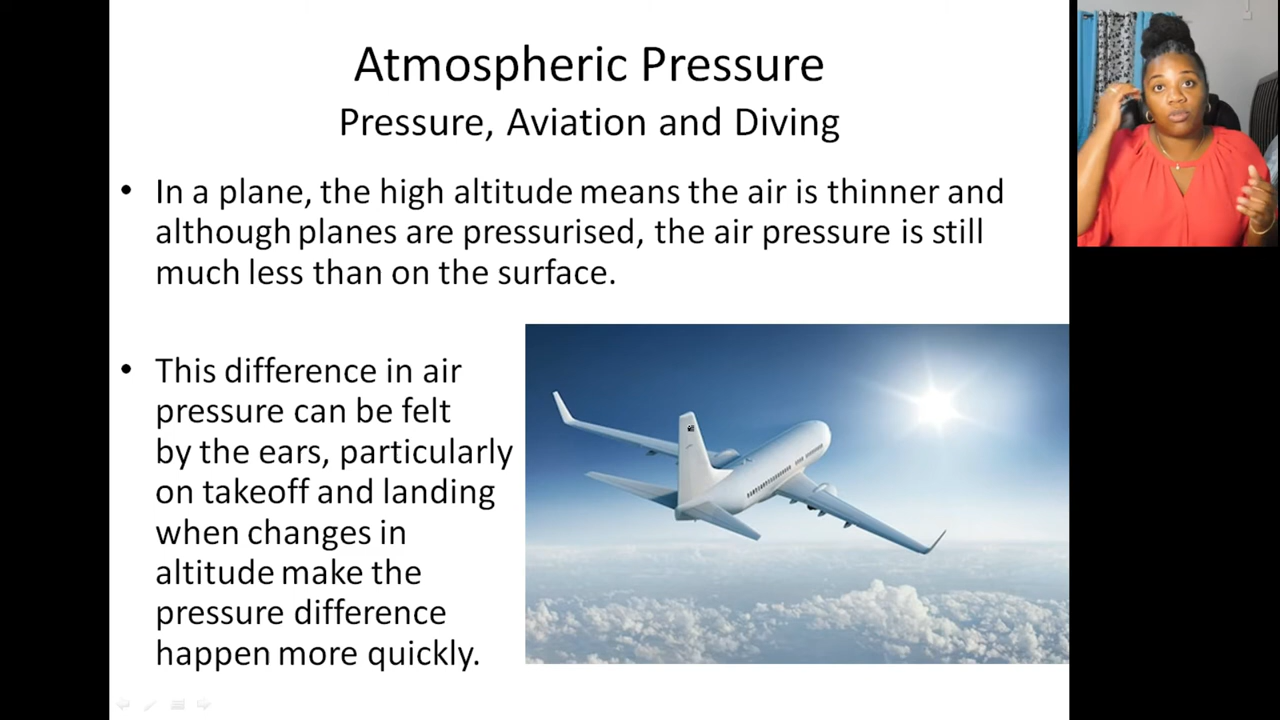 Atmospheric Pressure
Pressure, Aviation and Diving
• In a plane, the high altitude means the air is thinner and
although planes are pressurised, the air pressure is still
much less than on the surface.
• This difference in air
pressure can be felt
by the ears, particularly
on takeoff and landing
when changes in
altitude make the
pressure difference
happen more quickly.